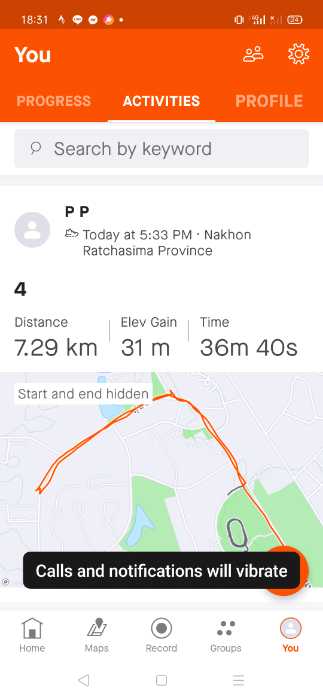 18:31
24
You
PROGRESS
ACTIVITIES
PROFILE
Search by keyword
P P
Today at 5:33 PM · Nakhon
Ratchasima Province
4
Distance
Elev Gain
Time
7.29 km
31 m
36m 40s
Start and end hidden
Calls and notifications will vibrate
Home
Maps
Record
Groups
You